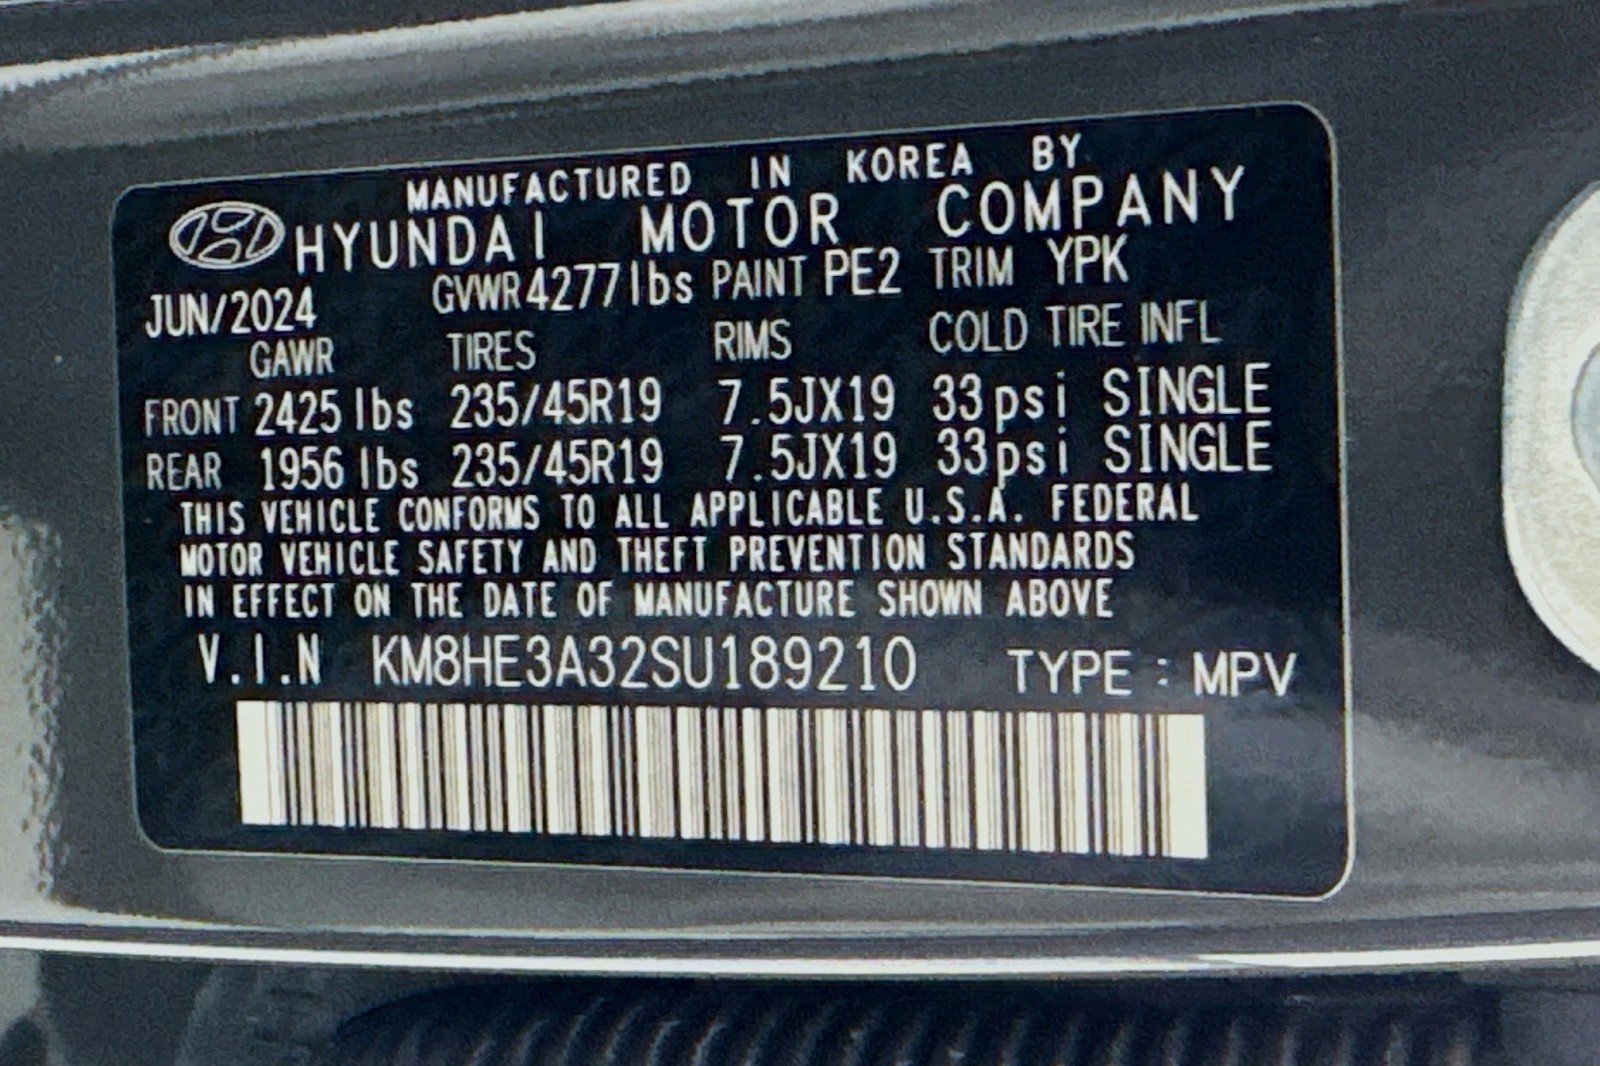 MANUFACTURED IN KOREA BY
HYUNDAI MOTOR COMPANY
JUN/2024 GVWR 4277 lbs PAINT PE2 TRIM YPK
GAWR TIRES RIMS COLD TIRE INFL
FRONT 2425 lbs 235/45R19 7.5JX19 33psi SINGLE
REAR 1956 lbs 235/45R19 7.5JX19 33psi SINGLE
THIS VEHICLE CONFORMS TO ALL APPLICABLE U.S.A. FEDERAL
MOTOR VEHICLE SAFETY AND THEFT PREVENTION STANDARDS
IN EFFECT ON THE DATE OF MANUFACTURE SHOWN ABOVE
V.I.N KM8HE3A32SU189210 TYPE : MPV